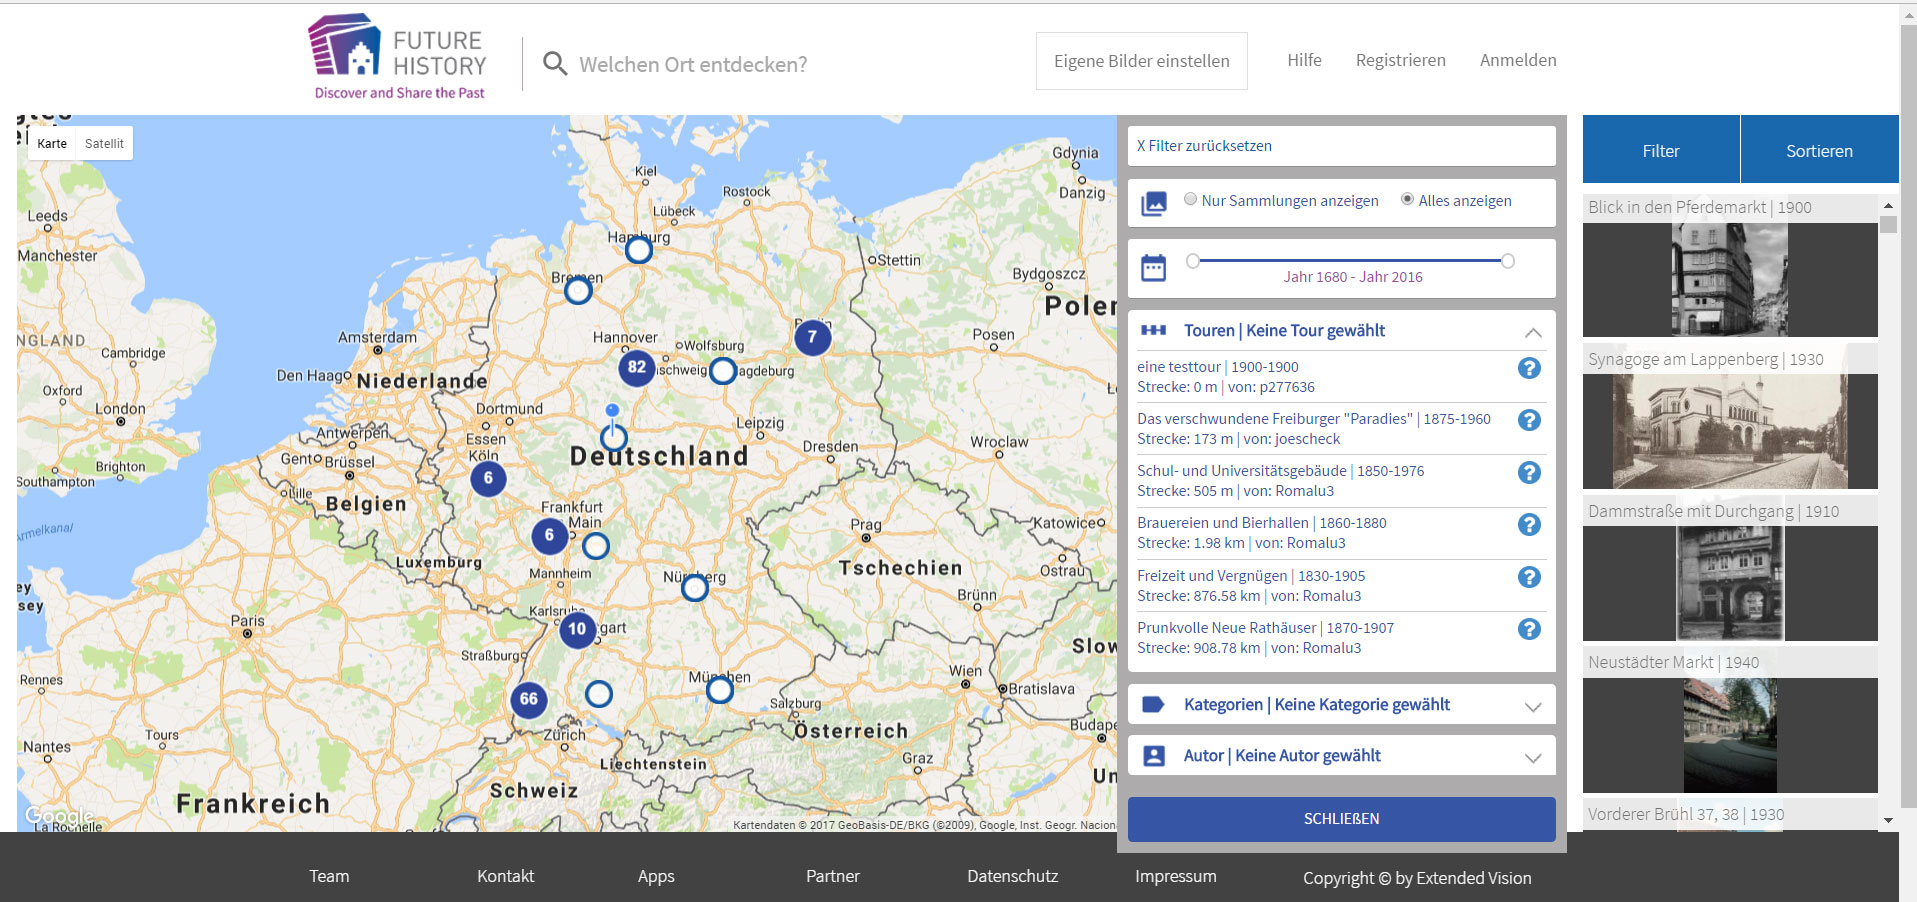 FUTURE
HISTORY
Discover and Share the Past
Welchen Ort entdecken?
Eigene Bilder einstellen
Hilfe
Registrieren
Anmelden
Karte
Satellit
Leeds
Manchester
Cambridge
Oxford
London
Brighton
Southampton
Armelkanal
Kiel
Rostock
Lübeck
Hamburg
Bremen
Gdynia
Danzig
Stettin
Bydgoszcz
Polen
Posen
Amsterdam
Hannover
Wolfsburg
Den Haag
Niederlande
82
7
Dortmund
Essen
Köln
Leipzig
Antwerpen
Gent
Brüssel
Lille
Belgien
Deutschland
Dresden
Wroclaw
6
Frankfurt
Main
6
Prag
Katowice
Luxemburg
Mannheim
Nürnberg
Tschechien
Ostrau
Brünn
Paris
Karlsruhe
10
Straßburg
66
München
Wien
Bratislava
Salzburg
Rennes
Nantes
Tours
Zürich
Österreich
Liechtenstein
Graz
Schweiz
Frankreich
La Rochelle
Google
Kartendaten © 2017 GeoBasis-DE/BKG (©2009), Google, Inst. Geogr. Nacion
X Filter zurücksetzen
Nur Sammlungen anzeigen
Alles anzeigen
Jahr 1680 - Jahr 2016
Touren | Keine Tour gewählt
eine testtour | 1900-1900
Strecke: 0 m | von: p277636
Das verschwundene Freiburger "Paradies" | 1875-1960
Strecke: 173 m | von: joescheck
Schul- und Universitätsgebäude | 1850-1976
Strecke: 505 m | von: Romalu3
Brauereien und Bierhallen | 1860-1880
Strecke: 1.98 km | von: Romalu3
Freizeit und Vergnügen | 1830-1905
Strecke: 876.58 km | von: Romalu3
Prunkvolle Neue Rathäuser | 1870-1907
Strecke: 908.78 km | von: Romalu3
Kategorien | Keine Kategorie gewählt
Autor | Keine Autor gewählt
SCHLIEßEN
Filter
Sortieren
Blick in den Pferdemarkt | 1900
Synagoge am Lappenberg | 1930
Dammstraße mit Durchgang | 1910
Neustädter Markt | 1940
Vorderer Brühl 37, 38 | 1930
Team
Kontakt
Apps
Partner
Datenschutz
Impressum
Copyright © by Extended Vision